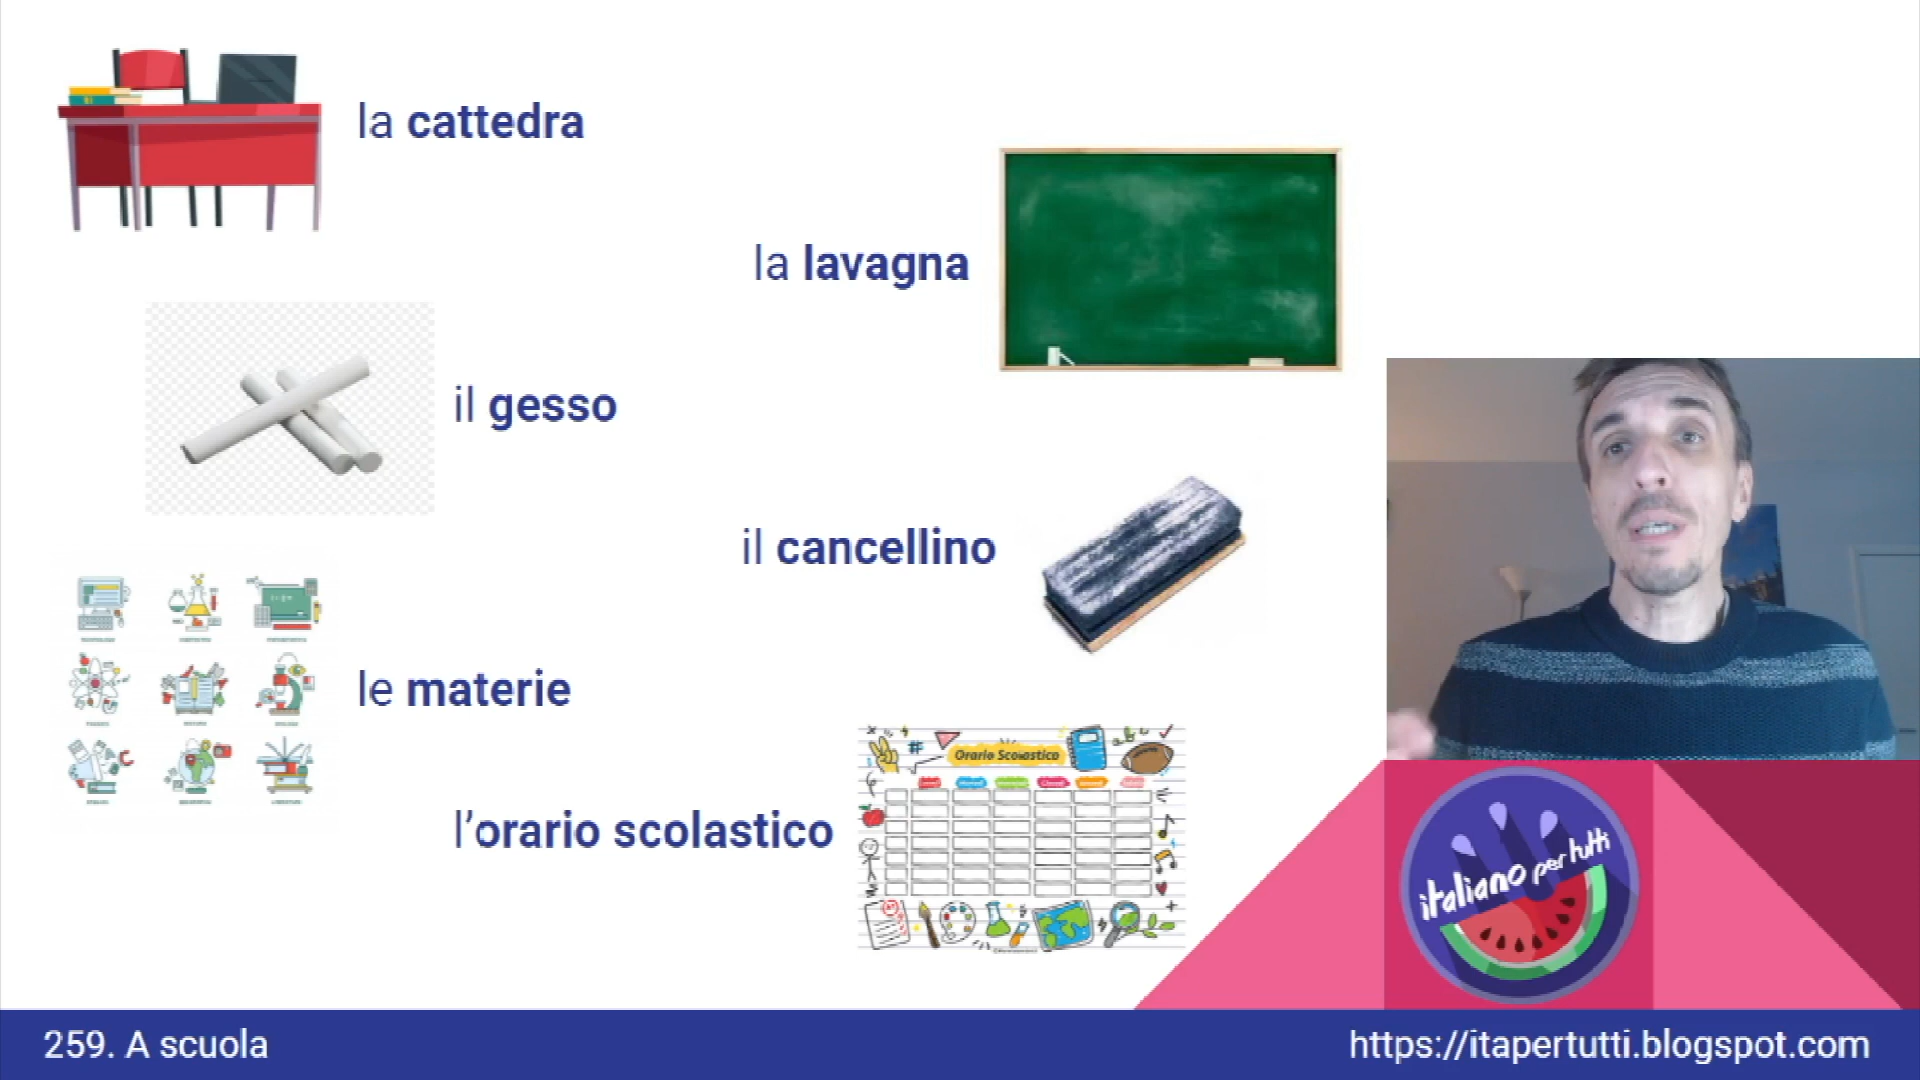 la cattedra
la lavagna
il gesso
il cancellino
le materie
Orario Scolastico
l'orario scolastico
italiano per tutti
259. A scuola
https://itapertutti.blogspot.com